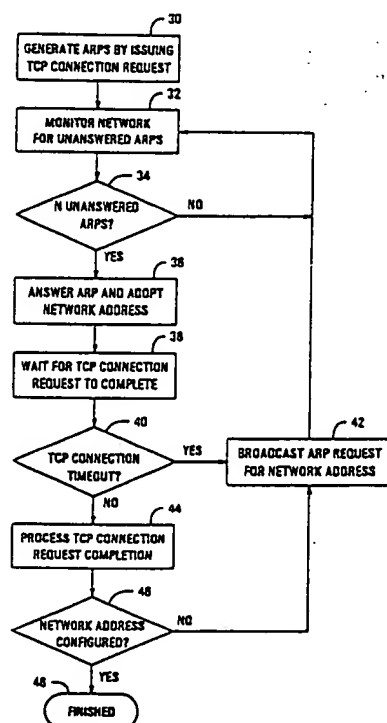 30
GENERATE ARPS BY ISSUING
TCP CONNECTION REQUEST
32
MONITOR NETWORK
FOR UNANSWERED ARPS
34
N UNANSWERED
ARPS?
NO
YES
36
ANSWER ARP AND ADOPT
NETWORK ADDRESS
38
WAIT FOR TCP CONNECTION
REQUEST TO COMPLETE
40
TCP CONNECTION
TIMEOUT?
YES
42
BROADCAST ARP REQUEST
FOR NETWORK ADDRESS
NO
44
PROCESS TCP CONNECTION
REQUEST COMPLETION
46
NETWORK ADDRESS
CONFIGURED?
NO
YES
48
FINISHED